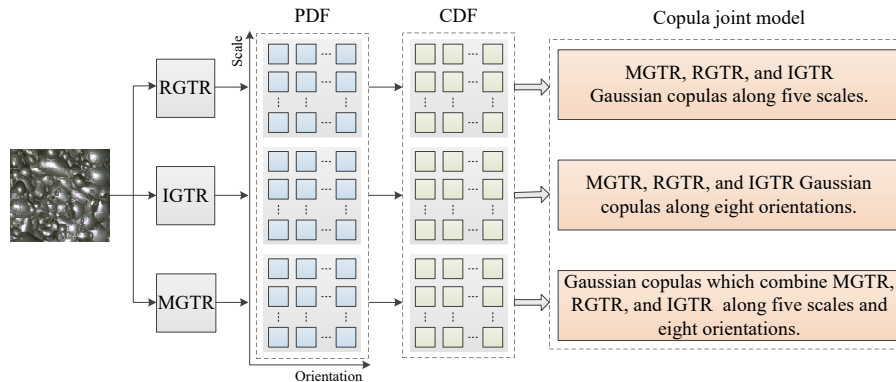 PDF
CDF
Copula joint model
Scale
RGTR
IGTR
MGTR
MGTR, RGTR, and IGTR
Gaussian copulas along five scales.
MGTR, RGTR, and IGTR Gaussian
copulas along eight orientations.
Gaussian copulas which combine MGTR,
RGTR, and IGTR along five scales and
eight orientations.
Orientation